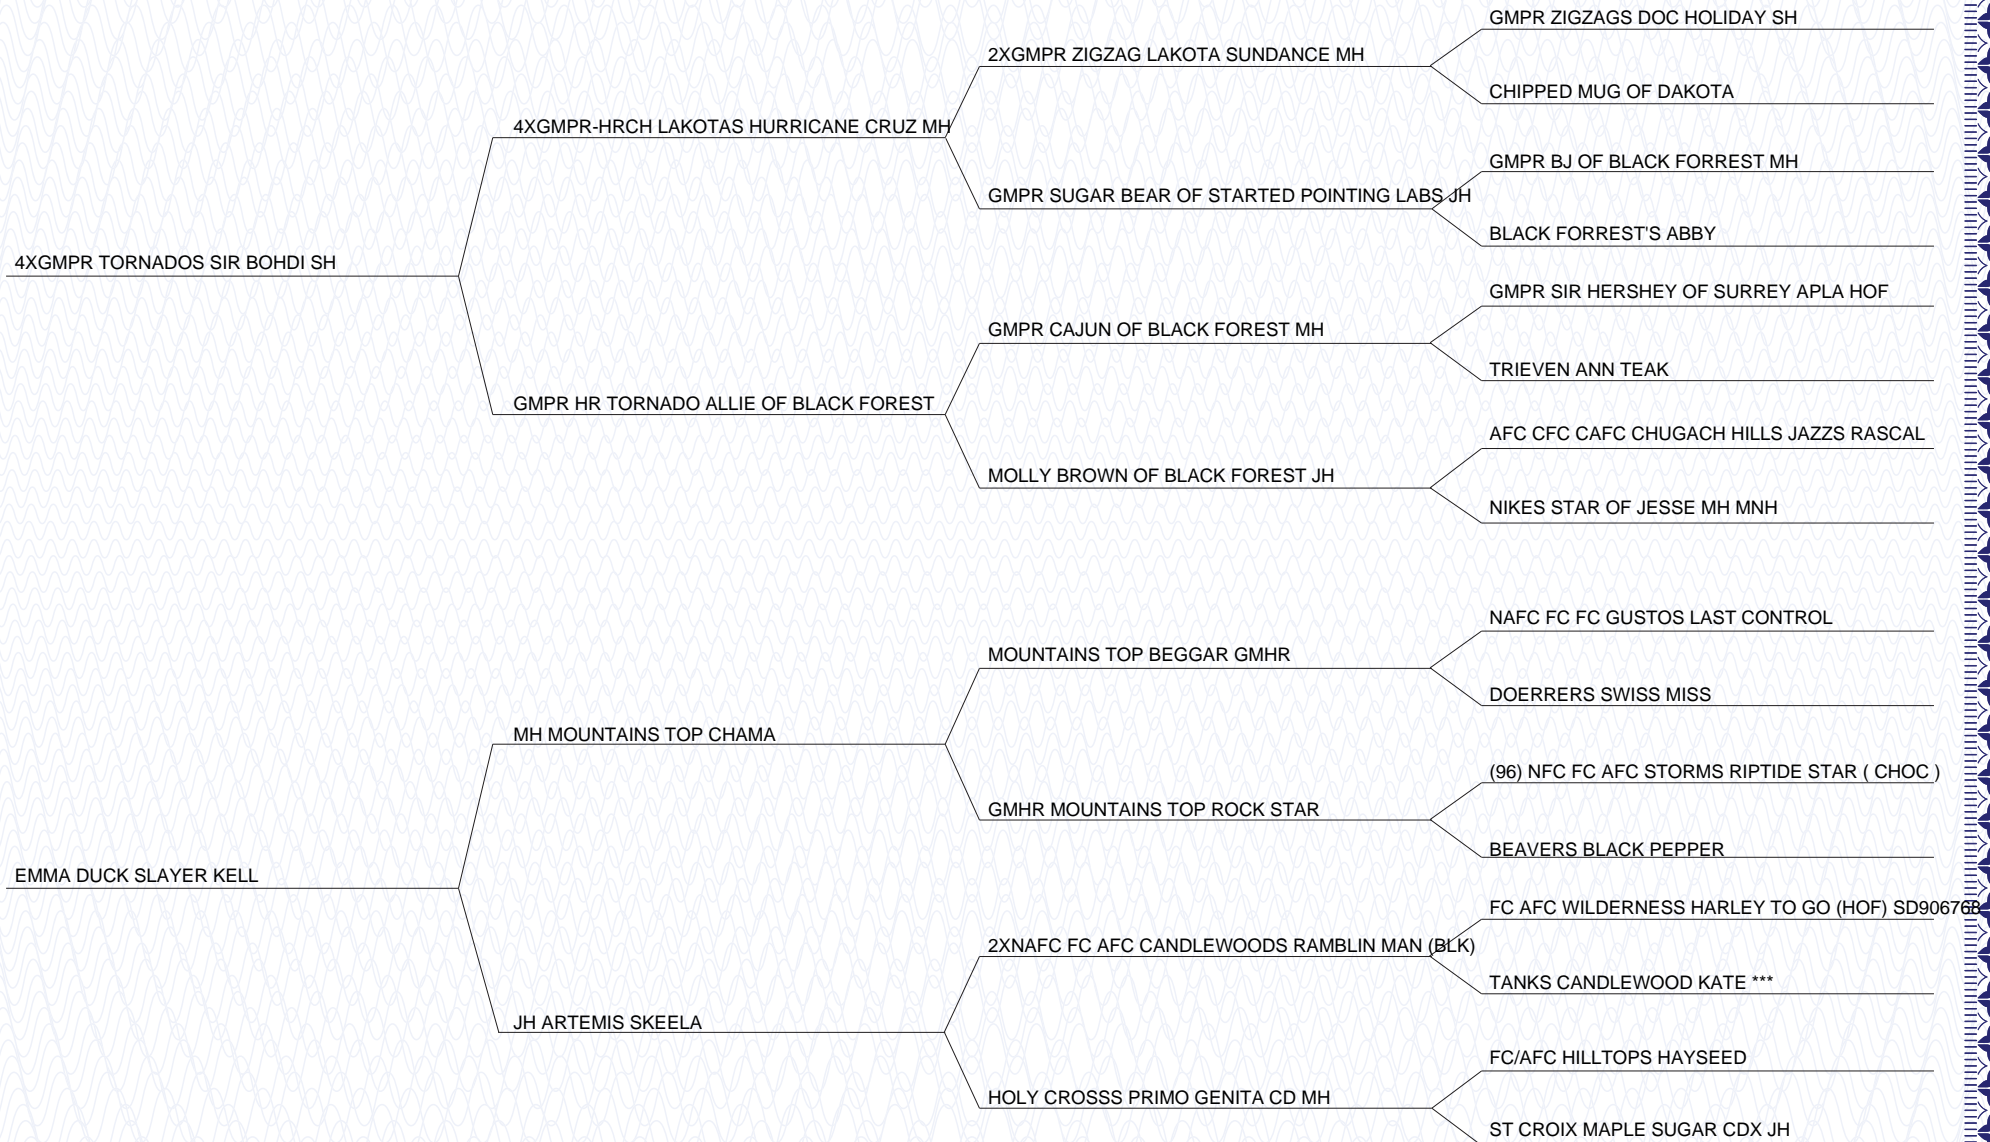 4XGMPR TORNADOS SIR BOHDI SH
4XGMPR-HRCH LAKOTAS HURRICANE CRUZ MH
2XGMPR ZIGZAG LAKOTA SUNDANCE MH
GMPR ZIGZAGS DOC HOLIDAY SH
CHIPPED MUG OF DAKOTA
GMPR SUGAR BEAR OF STARTED POINTING LABS JH
GMPR BJ OF BLACK FORREST MH
BLACK FORREST'S ABBY
GMPR HR TORNADO ALLIE OF BLACK FOREST
GMPR CAJUN OF BLACK FOREST MH
GMPR SIR HERSHEY OF SURREY APLA HOF
TRIEVEN ANN TEAK
MOLLY BROWN OF BLACK FOREST JH
AFC CFC CAFC CHUGACH HILLS JAZZS RASCAL
NIKES STAR OF JESSE MH MNH
EMMA DUCK SLAYER KELL
MH MOUNTAINS TOP CHAMA
MOUNTAINS TOP BEGGAR GMHR
NAFC FC FC GUSTOS LAST CONTROL
DOERRERS SWISS MISS
GMHR MOUNTAINS TOP ROCK STAR
(96) NFC FC AFC STORMS RIPTIDE STAR ( CHOC )
BEAVERS BLACK PEPPER
JH ARTEMIS SKEELA
2XNAFC FC AFC CANDLEWOODS RAMBLIN MAN (BLK)
FC AFC WILDERNESS HARLEY TO GO (HOF)
TANKS CANDLEWOOD KATE ***
HOLY CROSSS PRIMO GENITA CD MH
FC/AFC HILLTOPS HAYSEED
ST CROIX MAPLE SUGAR CDX JH